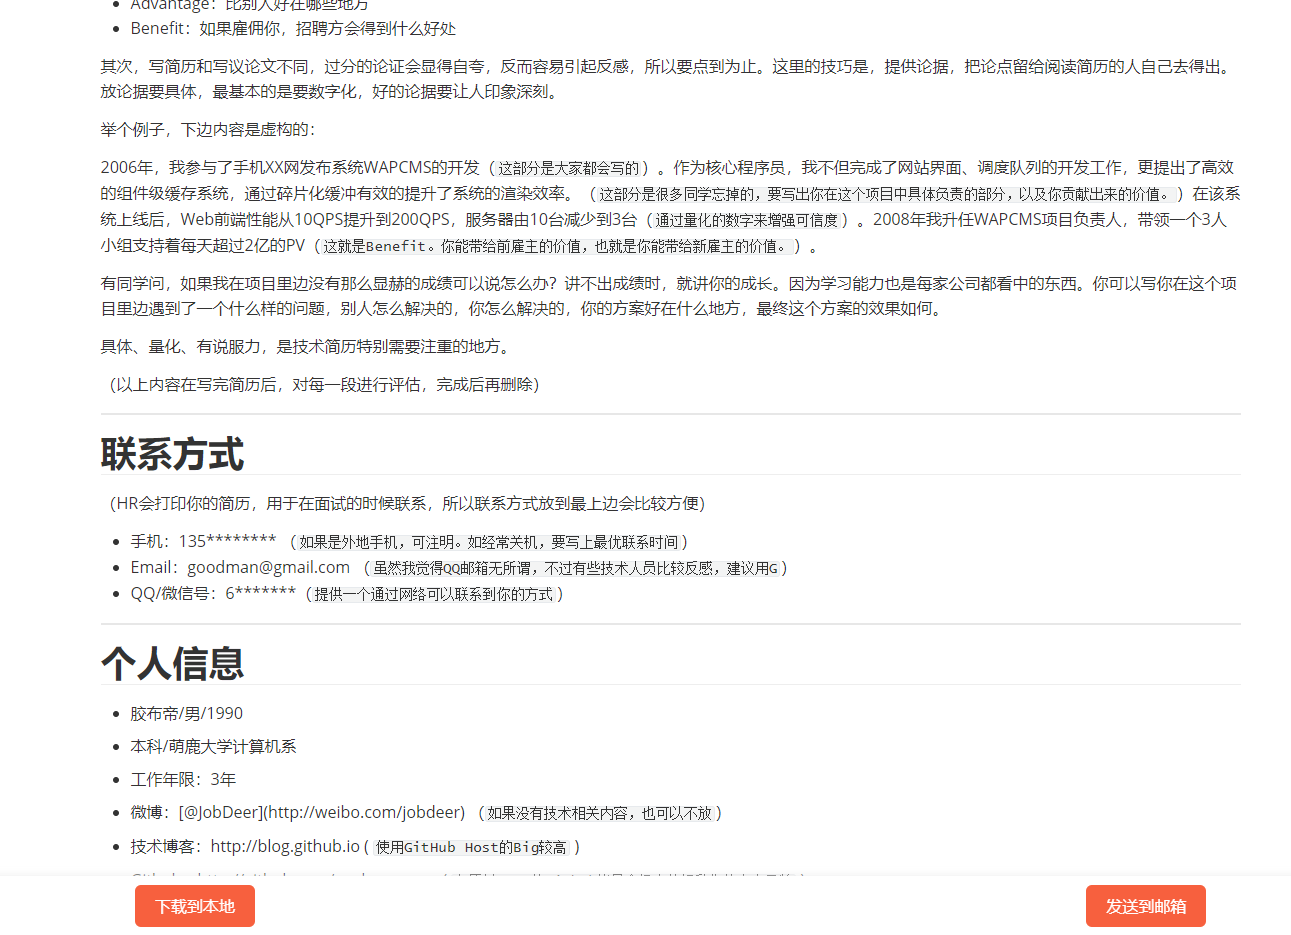 Advantage：比别人好在哪些地方
Benefit：如果雇佣你，招聘方会得到什么好处
其次，写简历和写议论文不同，过分的论证会显得自夸，反而容易引起反感，所以要点到为止。这里的技巧是，提供论据，把论点留给阅读简历的人自己去得出。
放论据要具体，最基本的是要数字化，好的论据要让人印象深刻。
举个例子，下边内容是虚构的：
2006年，我参与了手机XX网发布系统WAPCMS的开发（这部分是大家都会写的）。作为核心程序员，我不但完成了网站界面、调度队列的开发工作，更提出了高效
的组件级缓存系统，通过碎片化缓冲有效的提升了系统的渲染效率。（这部分是很多同学忘掉的，要写出你在这个项目中具体负责的部分，以及你贡献出来的价值。）在该系
统上线后，Web前端性能从10QPS提升到200QPS，服务器由10台减少到3台（通过量化的数字来增强可信度）。2008年我升任WAPCMS项目负责人，带领一个3人
小组支持着每天超过2亿的PV（这就是Benefit。你能带给前雇主的价值，也就是你能带给新雇主的价值。）。
有同学问，如果我在项目里边没有那么显赫的成绩可以说怎么办？讲不出成绩时，就讲你的成长。因为学习能力也是每家公司都看中的东西。你可以写你在这个项
目里边遇到了一个什么样的问题，别人怎么解决的，你怎么解决的，你的方案好在什么地方，最终这个方案的效果如何。
具体、量化、有说服力，是技术简历特别需要注重的地方。
（以上内容在写完简历后，对每一段进行评估，完成后再删除）
联系方式
（HR会打印你的简历，用于在面试的时候联系，所以联系方式放到最上边会比较方便）
手机：135******** （如果是外地手机，可注明。如经常关机，要写上最优联系时间）
Email：goodman@gmail.com （虽然我觉得QQ邮箱无所谓，不过有些技术人员比较反感，建议用G）
QQ/微信号：6*******（提供一个通过网络可以联系到你的方式）
个人信息
胶布帝/男/1990
本科/萌鹿大学计算机系
工作年限：3年
微博：[@JobDeer](http://weibo.com/jobdeer) （如果没有技术相关内容，也可以不放）
技术博客：http://blog.github.io ( 使用GitHub Host的Big较高 )
下载到本地
发送到邮箱